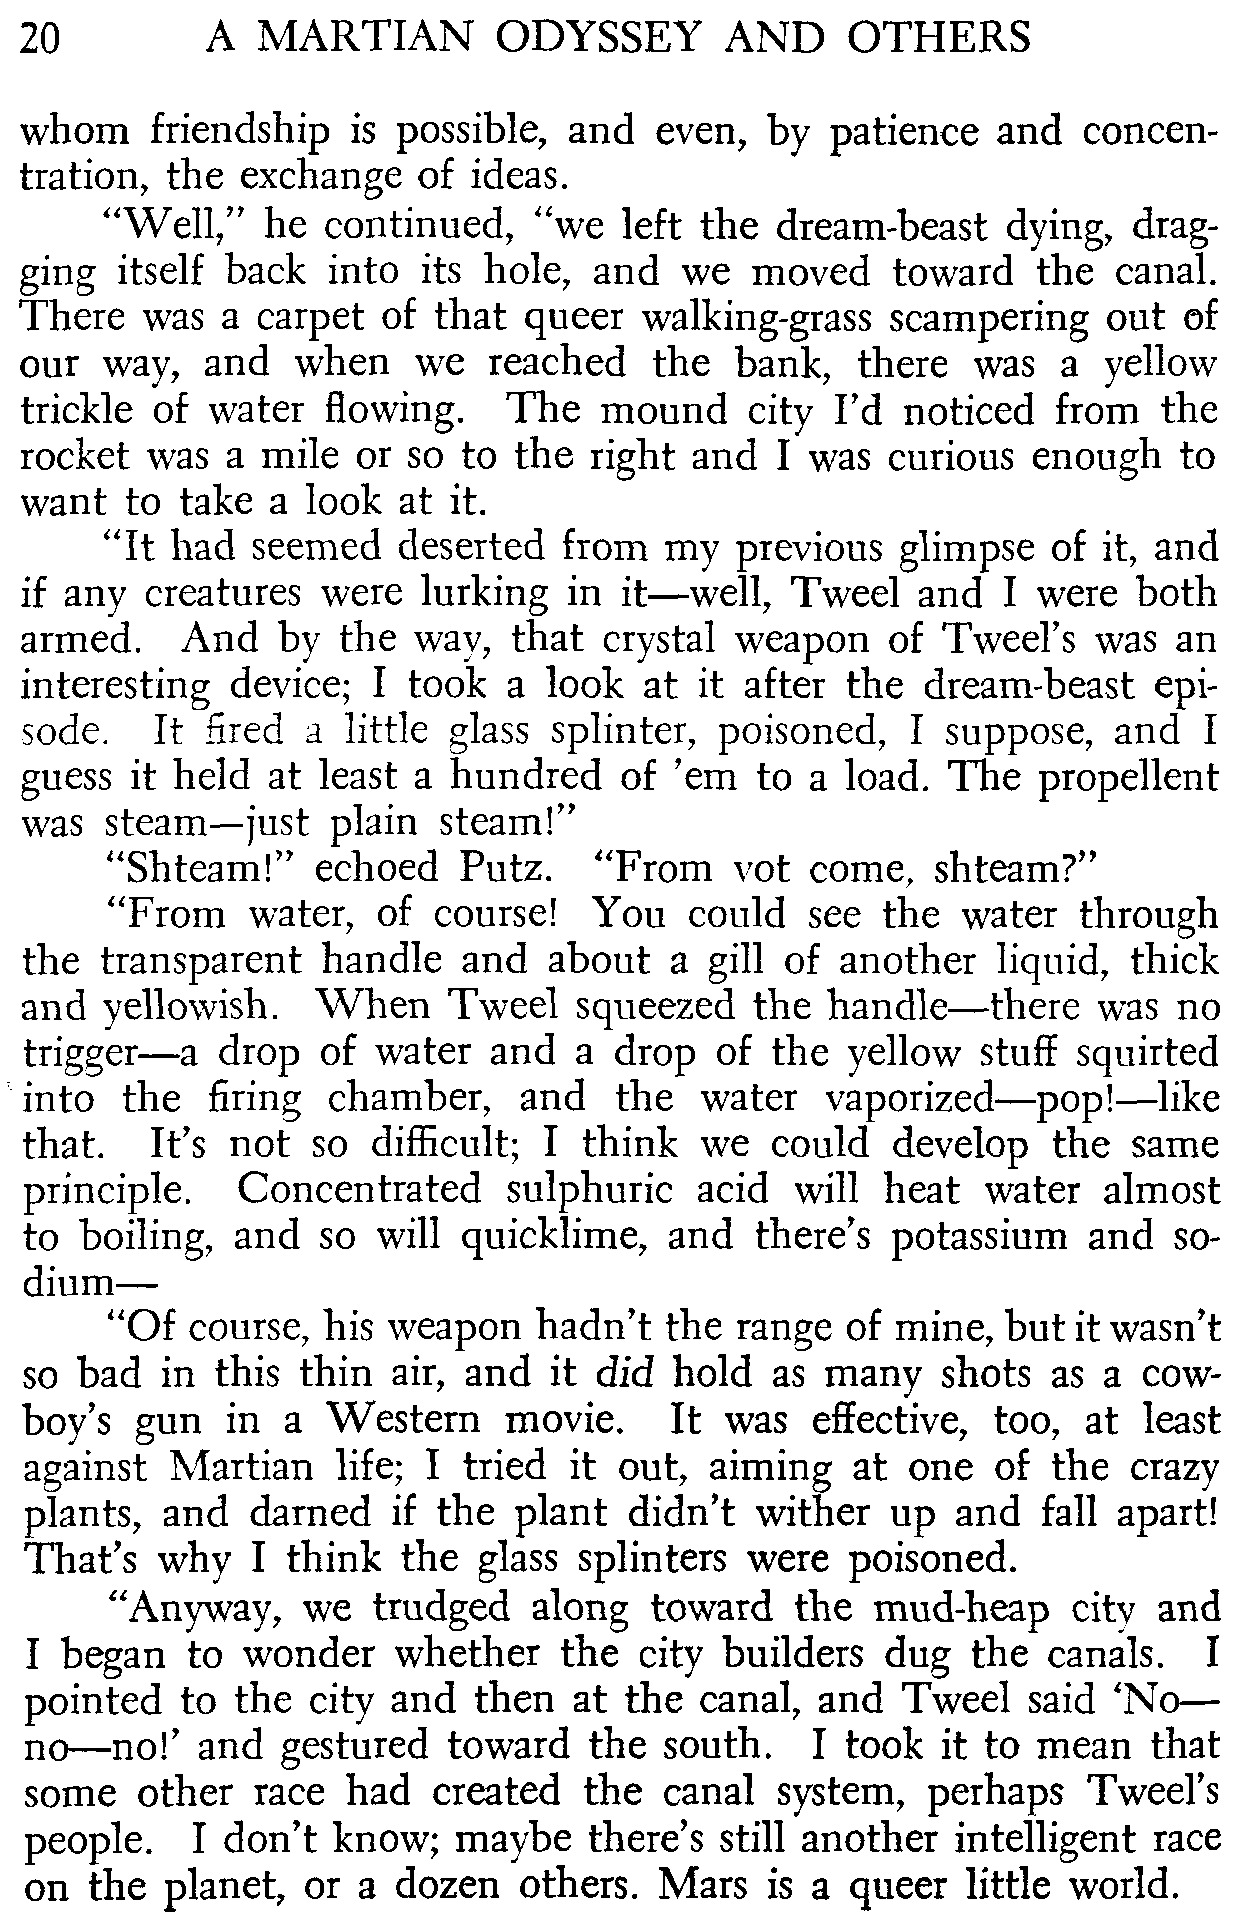 20 A MARTIAN ODYSSEY AND OTHERS
whom friendship is possible, and even, by patience and concen-
tration, the exchange of ideas.
“Well,” he continued, “we left the dream-beast dying, drag-
ging itself back into its hole, and we moved toward the canal.
There was a carpet of that queer walking-grass scampering out of
our way, and when we reached the bank, there was a yellow
trickle of water flowing. The mound city I’d noticed from the
rocket was a mile or so to the right and I was curious enough to
want to take a look at it.
“It had seemed deserted from my previous glimpse of it, and
if any creatures were lurking in it—well, Tweel and I were both
armed. And by the way, that crystal weapon of Tweel’s was an
interesting device; I took a look at it after the dream-beast epi-
sode. It fired a little glass splinter, poisoned, I suppose, and I
guess it held at least a hundred of ’em to a load. The propellent
was steam—just plain steam!”
“Shteam!” echoed Putz. “From vot come, shteam?”
“From water, of course! You could see the water through
the transparent handle and about a gill of another liquid, thick
and yellowish. When Tweel squeezed the handle—there was no
trigger—a drop of water and a drop of the yellow stuff squirted
into the firing chamber, and the water vaporized—pop!—like
that. It’s not so difficult; I think we could develop the same
principle. Concentrated sulphuric acid will heat water almost
to boiling, and so will quicklime, and there’s potassium and so-
dium—
“Of course, his weapon hadn’t the range of mine, but it wasn’t
so bad in this thin air, and it did hold as many shots as a cow-
boy’s gun in a Western movie. It was effective, too, at least
against Martian life; I tried it out, aiming at one of the crazy
plants, and darned if the plant didn’t wither up and fall apart!
That’s why I think the glass splinters were poisoned.
“Anyway, we trudged along toward the mud-heap city and
I began to wonder whether the city builders dug the canals. I
pointed to the city and then at the canal, and Tweel said ‘No—
no—no!’ and gestured toward the south. I took it to mean that
some other race had created the canal system, perhaps Tweel’s
people. I don’t know; maybe there’s still another intelligent race
on the planet, or a dozen others. Mars is a queer little world.